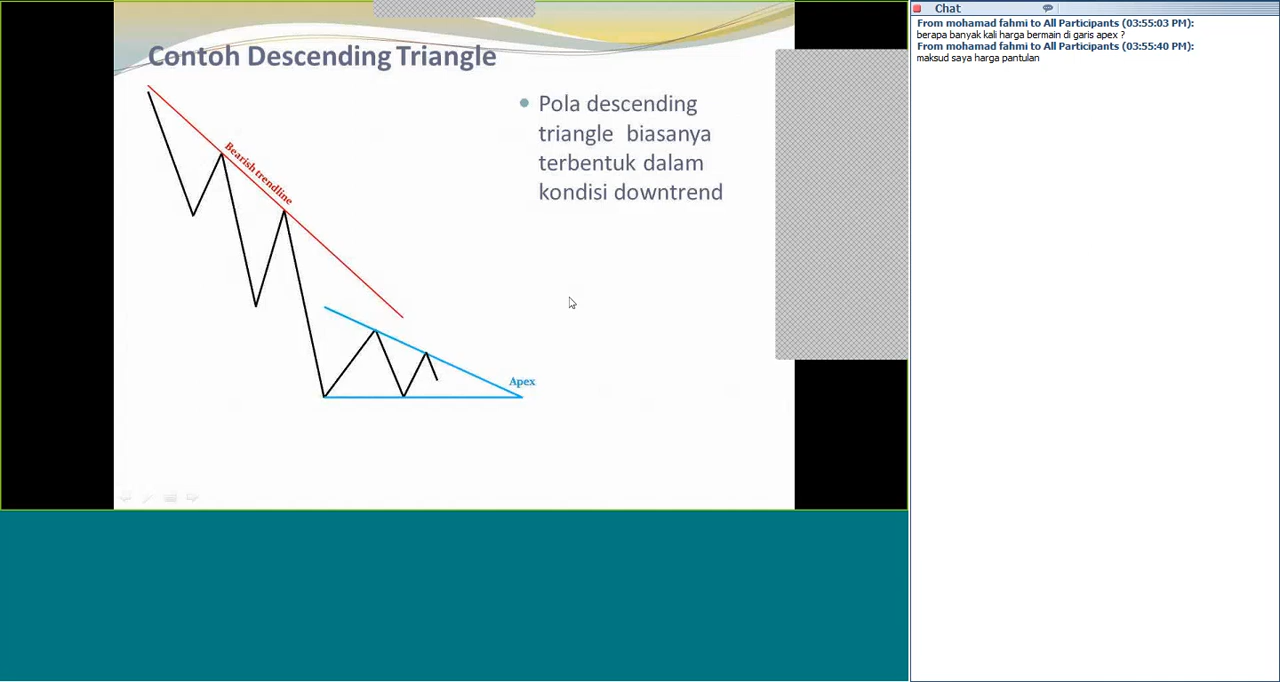 Contoh Descending Triangle
Pola descending
triangle biasanya
terbentuk dalam
kondisi downtrend
Bearish trendline
Apex
Chat
From mohamad fahmi to All Participants (03:55:03 PM):
berapa banyak kali harga bermain di garis apex ?
From mohamad fahmi to All Participants (03:55:40 PM):
maksud saya harga pantulan